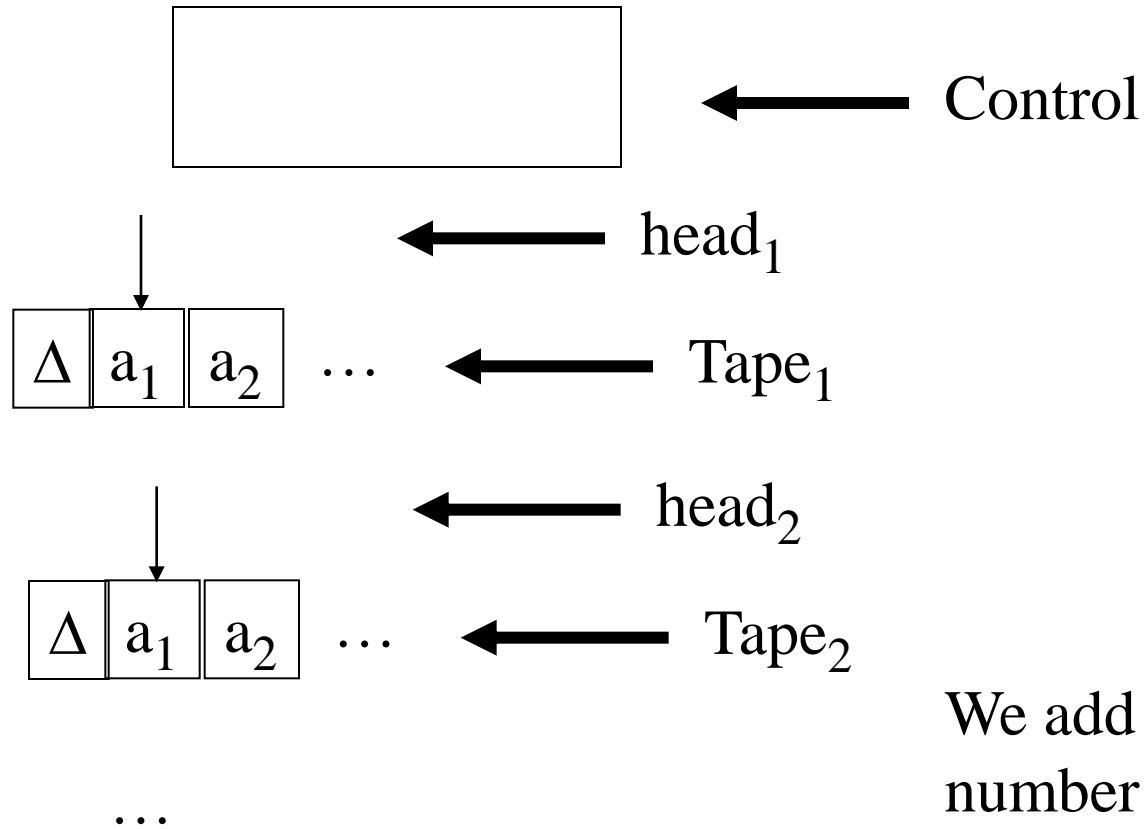 Control
head₁
Δ a₁ a₂ … Tape₁
head₂
Δ a₁ a₂ … Tape₂
We add
number
…